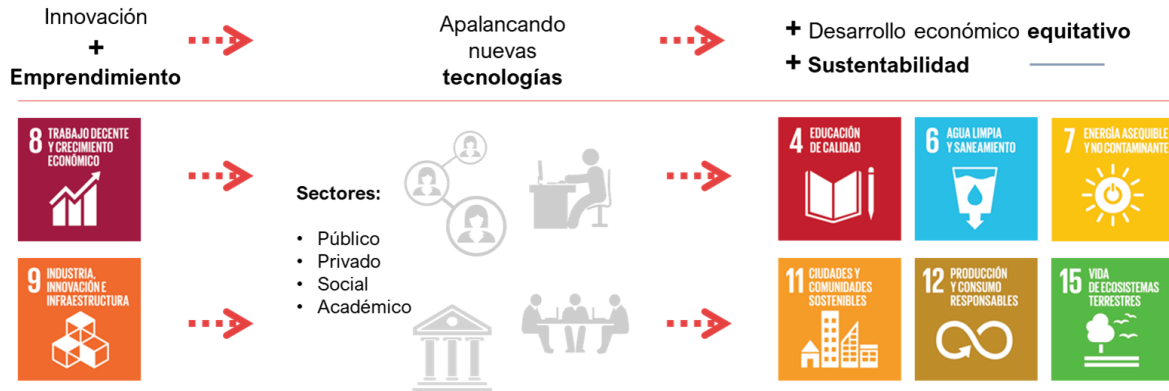 Innovación
+
Emprendimiento
Apalancando
nuevas
tecnologías
+ Desarrollo económico equitativo
+ Sustentabilidad
8 TRABAJO DECENTE
Y CRECIMIENTO
ECONÓMICO
9 INDUSTRIA,
INNOVACIÓN E
INFRAESTRUCTURA
Sectores:
• Público
• Privado
• Social
• Académico
4 EDUCACIÓN
DE CALIDAD
6 AGUA LIMPIA
Y SANEAMIENTO
7 ENERGÍA ASEQUIBLE
Y NO CONTAMINANTE
11 CIUDADES Y
COMUNIDADES
SOSTENIBLES
12 PRODUCCIÓN
Y CONSUMO
RESPONSABLES
15 VIDA
DE ECOSISTEMAS
TERRESTRES